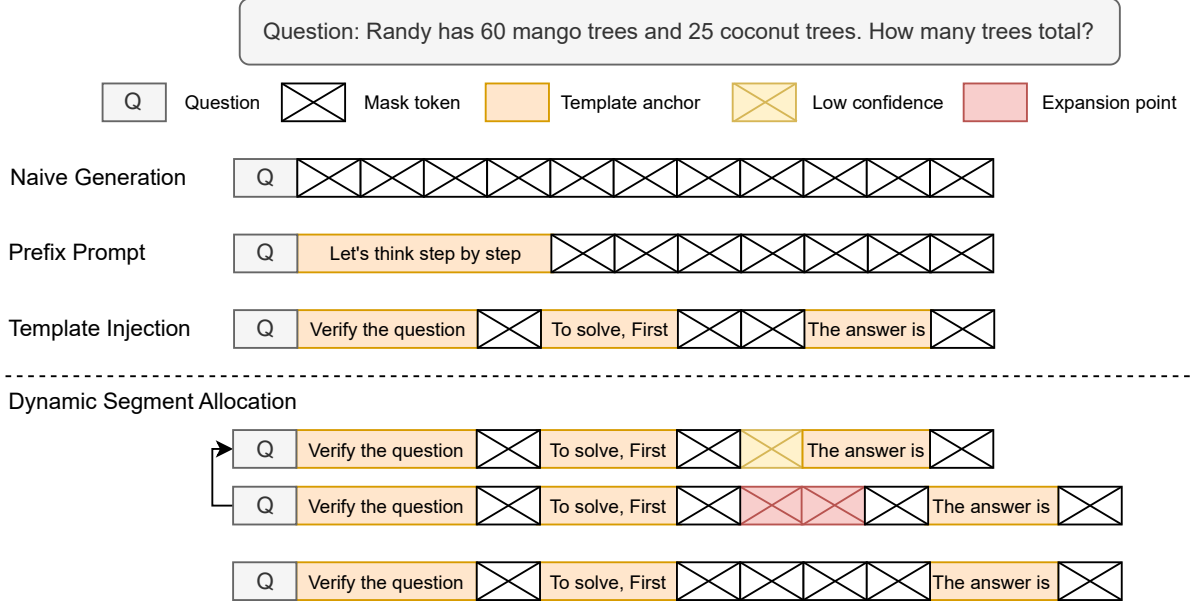 Question: Randy has 60 mango trees and 25 coconut trees. How many trees total?
Q Question Mask token Template anchor Low confidence Expansion point
Naive Generation Q
Prefix Prompt Q Let's think step by step
Template Injection Q Verify the question To solve, First The answer is
Dynamic Segment Allocation
Q Verify the question To solve, First The answer is
Q Verify the question To solve, First The answer is
Q Verify the question To solve, First The answer is